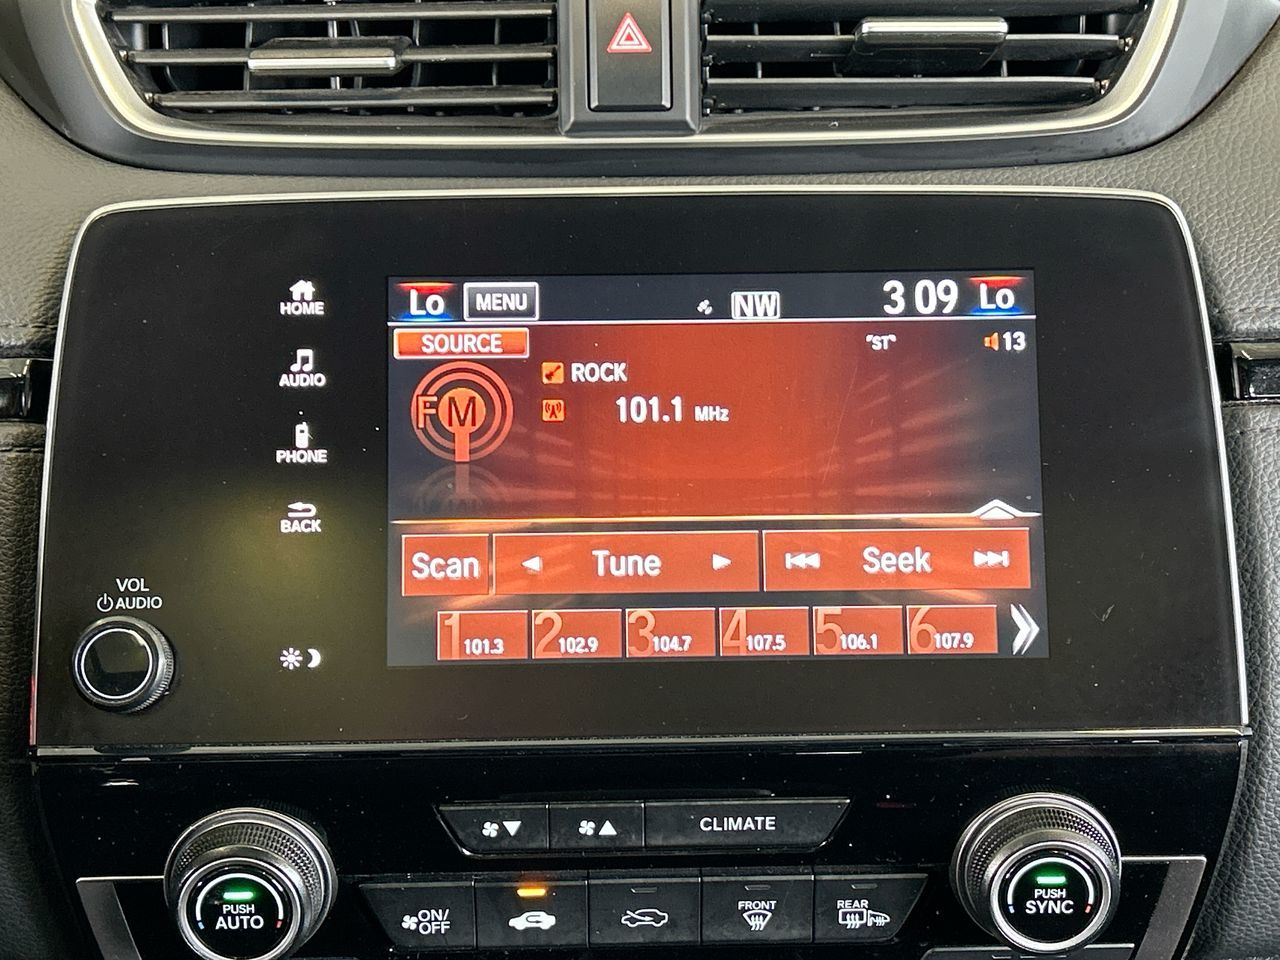 HOME
AUDIO
PHONE
BACK
VOL
AUDIO
Lo MENU NW 3 09 Lo
SOURCE "ST" 13
FM
ROCK
101.1 MHz
Scan Tune Seek
1 101.3 2 102.9 3 104.7 4 107.5 5 106.1 6 107.9
CLIMATE
PUSH
AUTO
ON/
OFF
FRONT
REAR
PUSH
SYNC